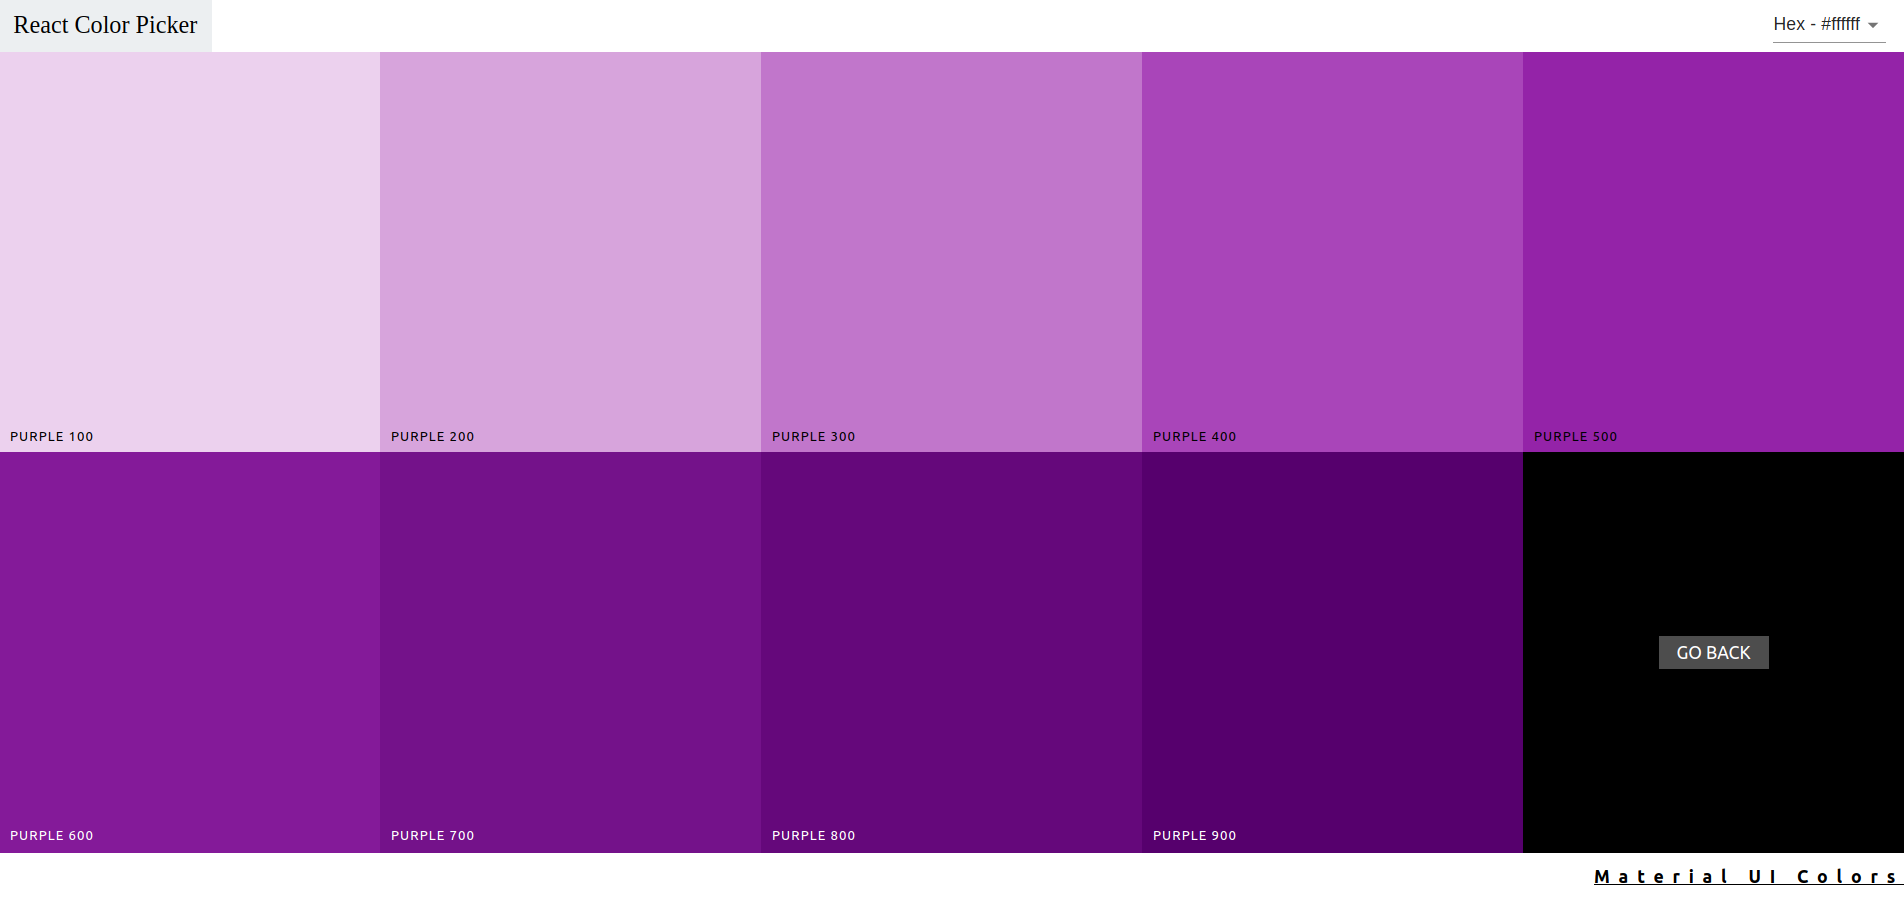 React Color Picker
Hex - #ffffff
PURPLE 100
PURPLE 200
PURPLE 300
PURPLE 400
PURPLE 500
PURPLE 600
PURPLE 700
PURPLE 800
PURPLE 900
GO BACK
Material UI Colors